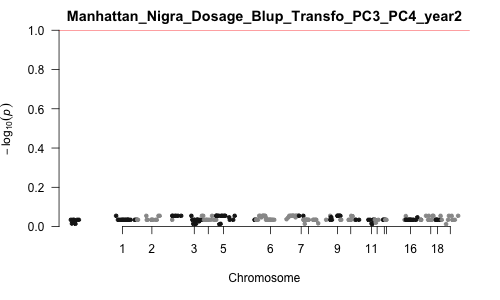 Manhattan_Nigra_Dosage_Blup_Transfo_PC3_PC4_year2
1.0
0.8
0.6
0.4
0.2
0.0
− log10(p)
1 2 3 5 6 7 9 11 16 18
Chromosome